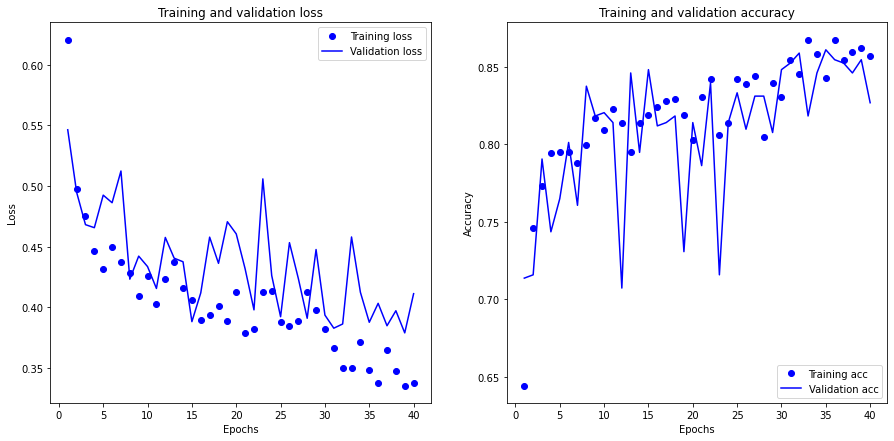 Training and validation loss
Training loss
Validation loss
0.60
0.55
0.50
0.45
0.40
0.35
Loss
0 5 10 15 20 25 30 35 40
Epochs
Training and validation accuracy
0.85
0.80
0.75
0.70
0.65
Accuracy
Training acc
Validation acc
0 5 10 15 20 25 30 35 40
Epochs